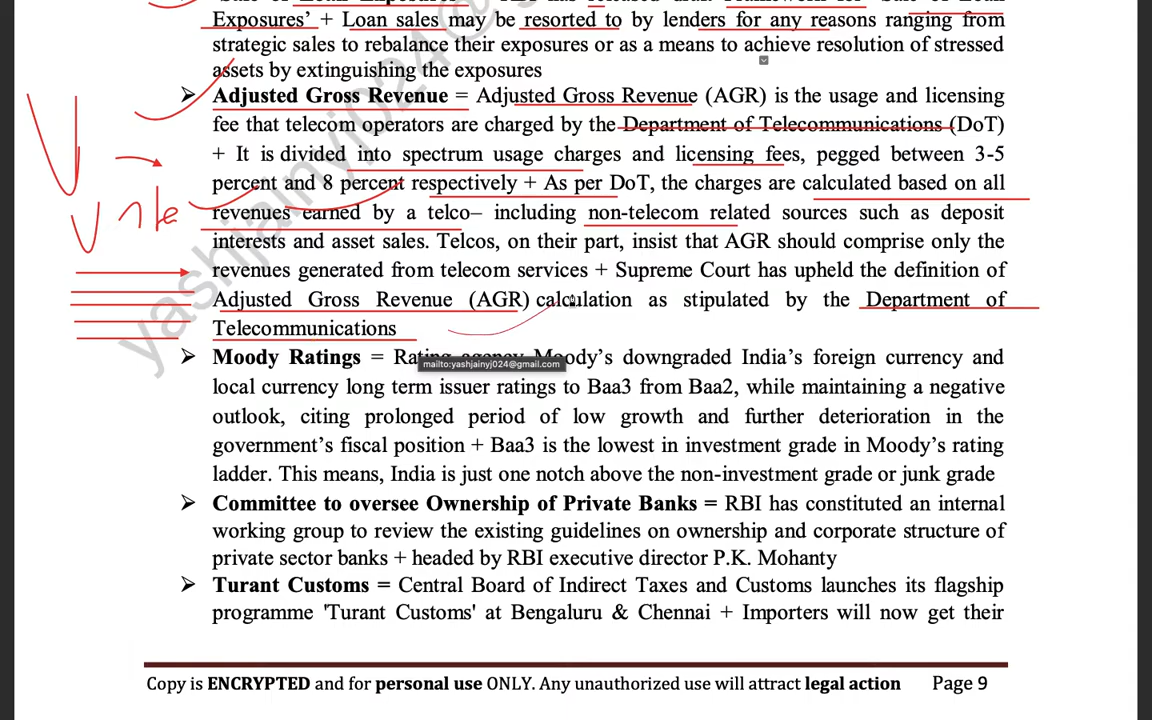 Exposures' + Loan sales may be resorted to by lenders for any reasons ranging from
strategic sales to rebalance their exposures or as a means to achieve resolution of stressed
assets by extinguishing the exposures
➢ Adjusted Gross Revenue = Adjusted Gross Revenue (AGR) is the usage and licensing
fee that telecom operators are charged by the Department of Telecommunications (DoT)
+ It is divided into spectrum usage charges and licensing fees, pegged between 3-5
percent and 8 percent respectively + As per DoT, the charges are calculated based on all
revenues earned by a telco– including non-telecom related sources such as deposit
interests and asset sales. Telcos, on their part, insist that AGR should comprise only the
revenues generated from telecom services + Supreme Court has upheld the definition of
Adjusted Gross Revenue (AGR) calculation as stipulated by the Department of
Telecommunications
➢ Moody Ratings = Rating agency Moody's downgraded India's foreign currency and
mailto:yashjainyj024@gmail.com
local currency long term issuer ratings to Baa3 from Baa2, while maintaining a negative
outlook, citing prolonged period of low growth and further deterioration in the
government's fiscal position + Baa3 is the lowest in investment grade in Moody's rating
ladder. This means, India is just one notch above the non-investment grade or junk grade
➢ Committee to oversee Ownership of Private Banks = RBI has constituted an internal
working group to review the existing guidelines on ownership and corporate structure of
private sector banks + headed by RBI executive director P.K. Mohanty
➢ Turant Customs = Central Board of Indirect Taxes and Customs launches its flagship
programme 'Turant Customs' at Bengaluru & Chennai + Importers will now get their
Copy is ENCRYPTED and for personal use ONLY. Any unauthorized use will attract legal action Page 9
yashjainyj024@g